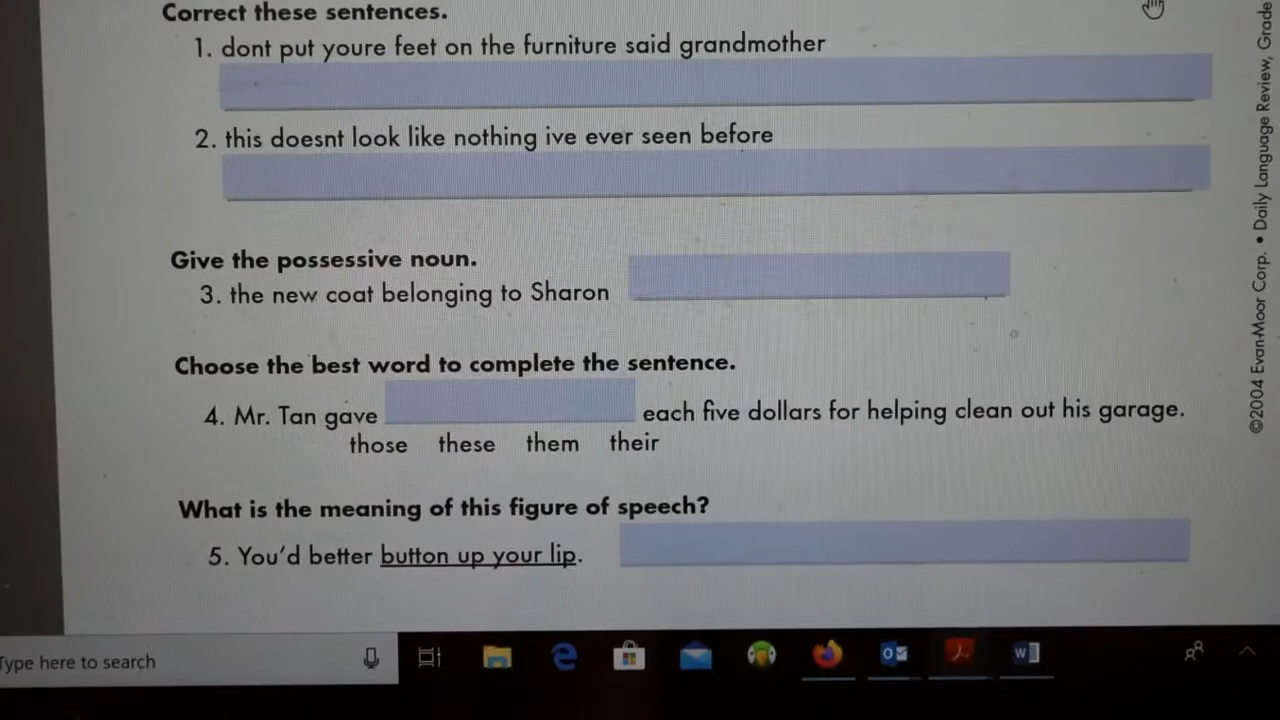 Correct these sentences.
1. dont put youre feet on the furniture said grandmother
2. this doesnt look like nothing ive ever seen before
Give the possessive noun.
3. the new coat belonging to Sharon
Choose the best word to complete the sentence.
4. Mr. Tan gave each five dollars for helping clean out his garage.
those these them their
What is the meaning of this figure of speech?
5. You'd better button up your lip.
©2004 Evan-Moor Corp. • Daily Language Review, Grade
Type here to search